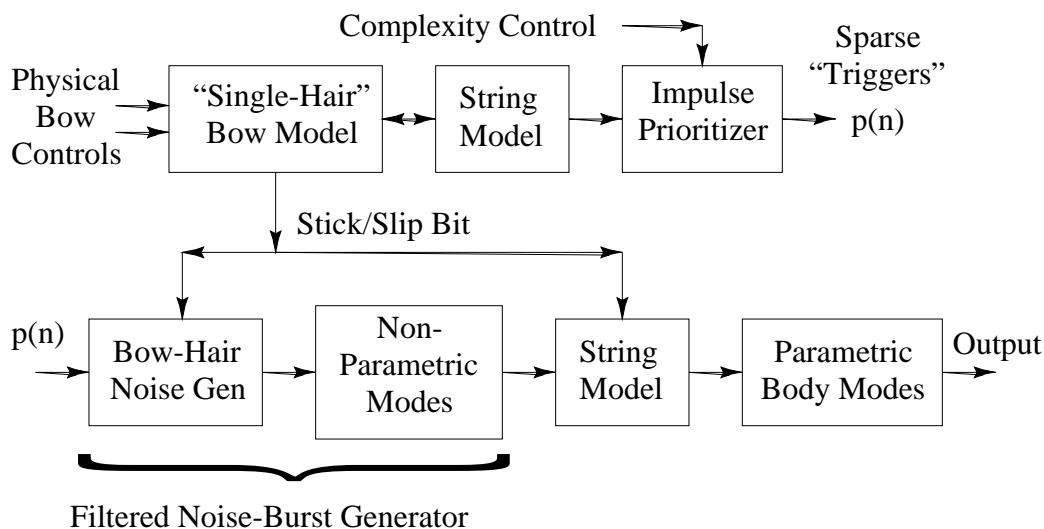 Complexity Control
Physical
Bow
Controls
“Single-Hair”
Bow Model
String
Model
Impulse
Prioritizer
Sparse
“Triggers”
p(n)
Stick/Slip Bit
p(n)
Bow-Hair
Noise Gen
Non-
Parametric
Modes
String
Model
Parametric
Body Modes
Output
Filtered Noise-Burst Generator